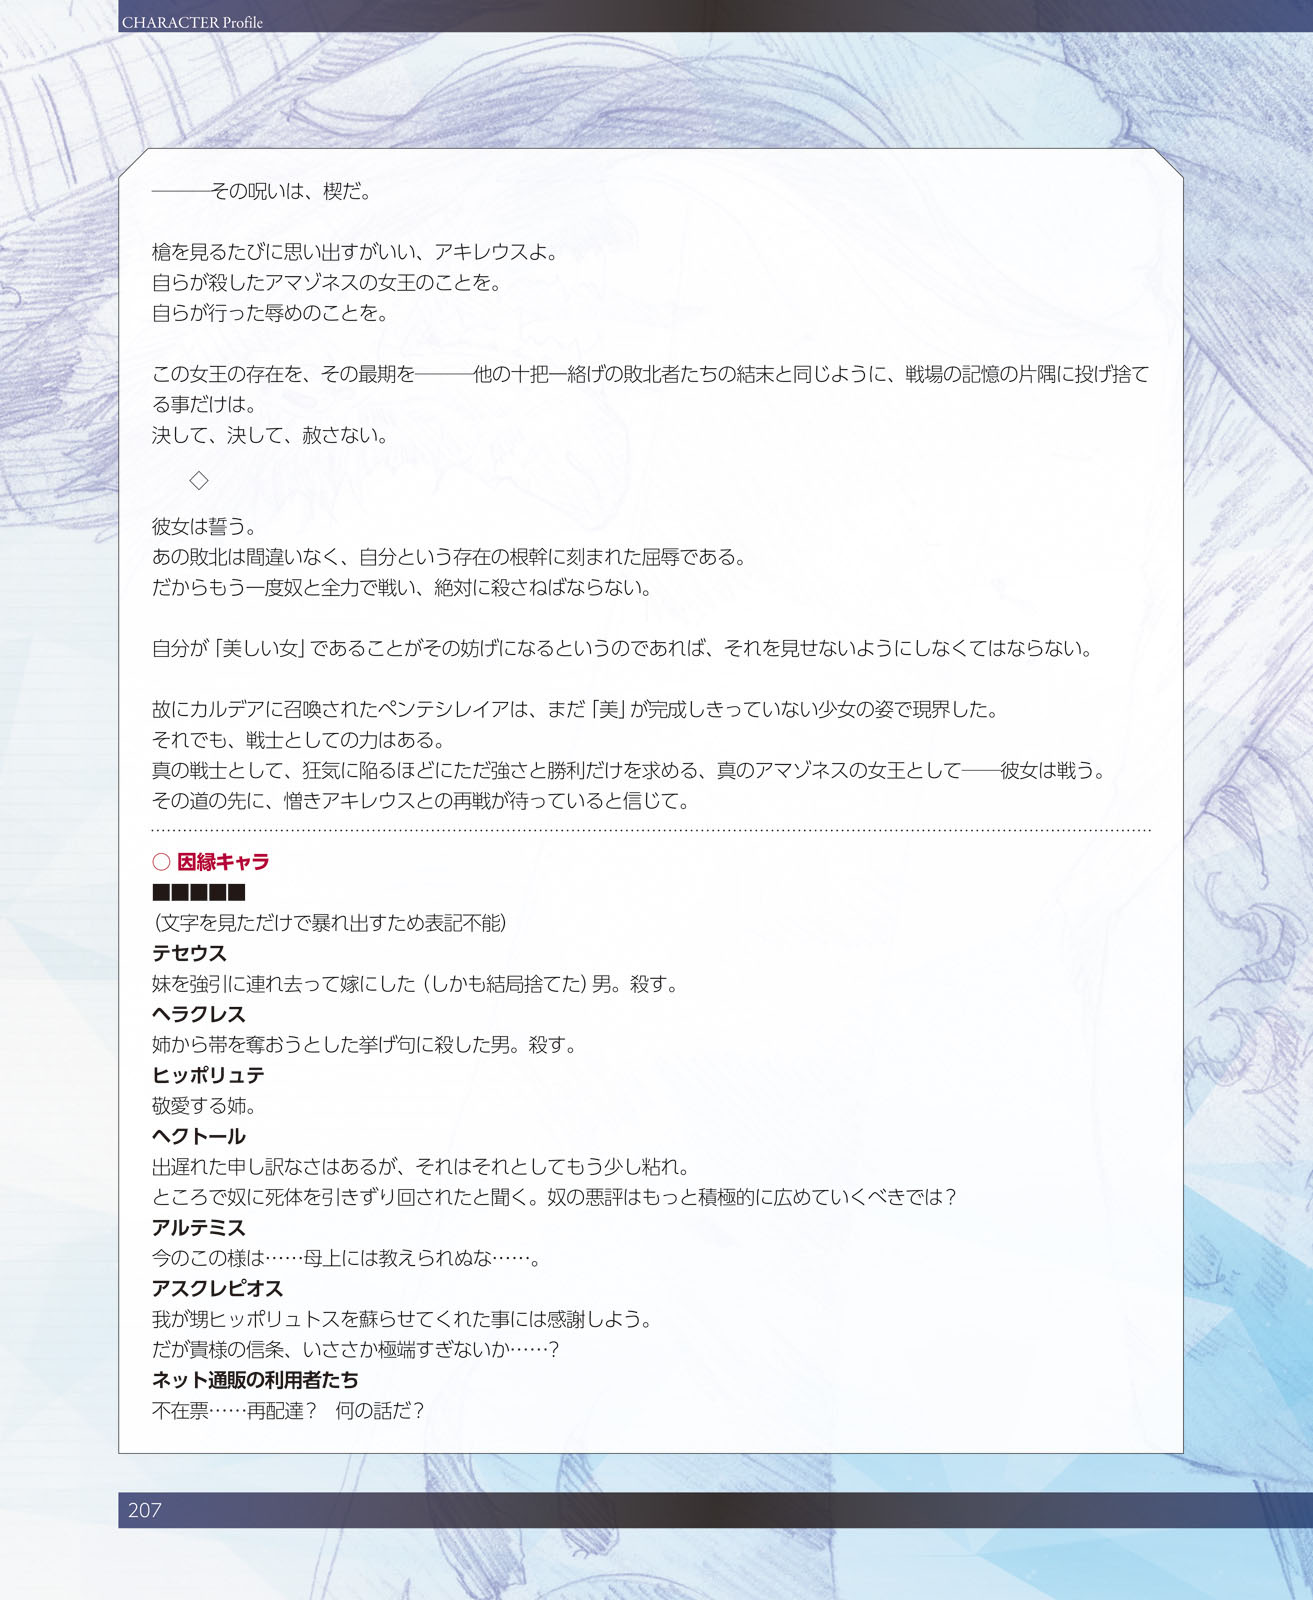 CHARACTER Profile
———その呪いは、楔だ。
槍を見るたびに思い出すがいい、アキレウスよ。
自らが殺したアマゾネスの女王のことを。
自らが行った辱めのことを。
この女王の存在を、その最期を———他の十把一絡げの敗北者たちの結末と同じように、戦場の記憶の片隅に投げ捨て
る事だけは。
決して、決して、赦さない。
◇
彼女は誓う。
あの敗北は間違いなく、自分という存在の根幹に刻まれた屈辱である。
だからもう一度奴と全力で戦い、絶対に殺さねばならない。
自分が「美しい女」であることがその妨げになるというのであれば、それを見せないようにしなくてはならない。
故にカルデアに召喚されたペンテシレイアは、まだ「美」が完成しきっていない少女の姿で現界した。
それでも、戦士としての力はある。
真の戦士として、狂気に陥るほどにただ強さと勝利だけを求める、真のアマゾネスの女王として——彼女は戦う。
その道の先に、憎きアキレウスとの再戦が待っていると信じて。
○ 因縁キャラ
■■■■■
（文字を見ただけで暴れ出すため表記不能）
テセウス
妹を強引に連れ去って嫁にした（しかも結局捨てた）男。殺す。
ヘラクレス
姉から帯を奪おうとした挙げ句に殺した男。殺す。
ヒッポリュテ
敬愛する姉。
ヘクトール
出遅れた申し訳なさはあるが、それはそれとしてもう少し粘れ。
ところで奴に死体を引きずり回されたと聞く。奴の悪評はもっと積極的に広めていくべきでは？
アルテミス
今のこの様は……母上には教えられぬな……。
アスクレピオス
我が甥ヒッポリュトスを蘇らせてくれた事には感謝しよう。
だが貴様の信条、いささか極端すぎないか……？
ネット通販の利用者たち
不在票……再配達？　何の話だ？
207